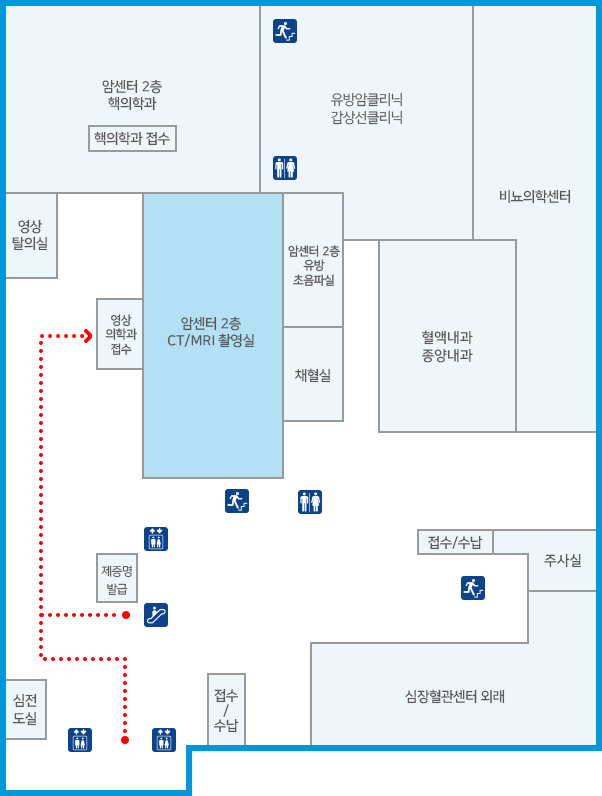 암센터 2층
핵의학과
핵의학과 접수
유방암클리닉
갑상선클리닉
비뇨의학센터
영상
탈의실
암센터 2층
유방
초음파실
영상
의학과
접수
암센터 2층
CT/MRI 촬영실
혈액내과
종양내과
채혈실
접수/수납
주사실
제증명
발급
심전
도실
접수
/
수납
심장혈관센터 외래